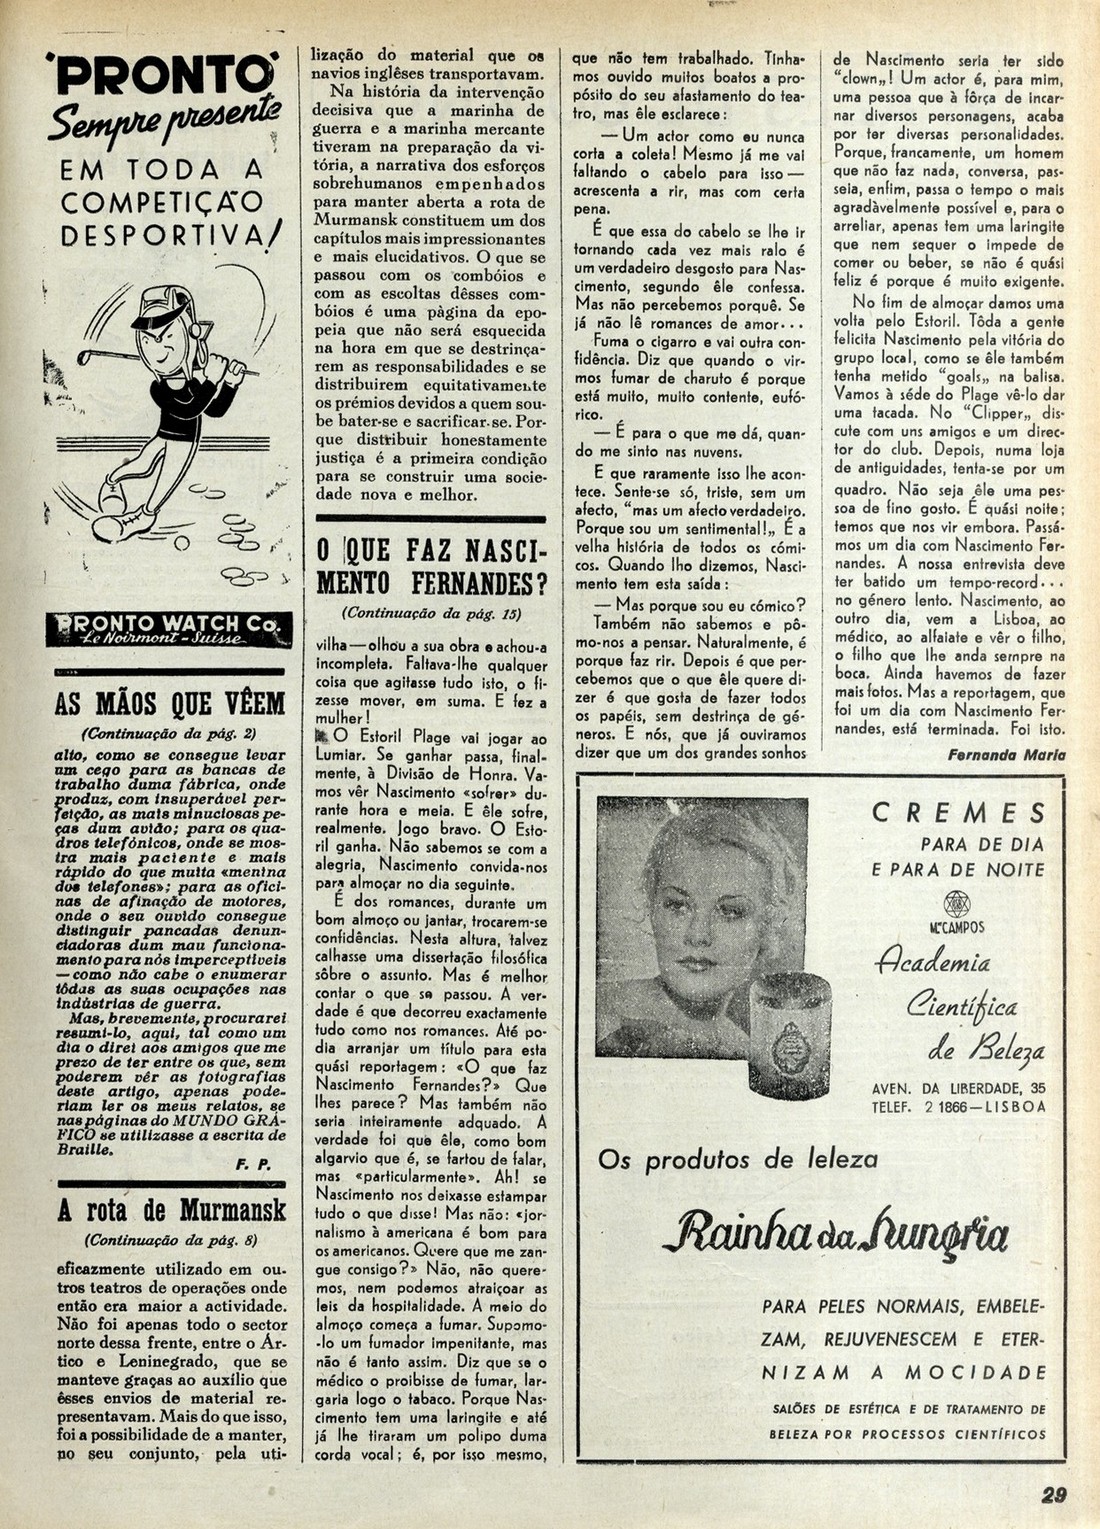 'PRONTO'
Sempre presente
EM TODA A
COMPETIÇÃO
DESPORTIVA!
PRONTO WATCH Co.
Le Noirmont - Suisse
AS MÃOS QUE VÊEM
(Continuação da pág. 2)
alto, como se consegue levar
um cego para as bancas de
trabalho duma fábrica, onde
produz, com insuperável per-
feição, as mais minuciosas pe-
ças dum avião; para os qua-
dros telefónicos, onde se mos-
tra mais paciente e mais
rápido do que muita «menina
dos telefones»; para as ofici-
nas de afinação de motores,
onde o seu ouvido consegue
distinguir pancadas denun-
ciadoras dum mau funciona-
mento para nós imperceptíveis
—como não cabe o enumerar
tôdas as suas ocupações nas
indústrias de guerra.
Mas, brevemente, procurarei
resumi-lo, aqui, tal como um
dia o direi aos amigos que me
prezo de ter entre os que, sem
poderem vêr as fotografias
deste artigo, apenas pode-
riam ler os meus relatos, se
nas páginas do MUNDO GRÁ-
FICO se utilizasse a escrita de
Braille.
F. P.
A rota de Murmansk
(Continuação da pág. 8)
eficazmente utilizado em ou-
tros teatros de operações onde
então era maior a actividade.
Não foi apenas todo o sector
norte dessa frente, entre o Ár-
tico e Leninegrado, que se
manteve graças ao auxílio que
êsses envios de material re-
presentavam. Mais do que isso,
foi a possibilidade de a manter,
no seu conjunto, pela uti-
lização do material que os
navios inglêses transportavam.
Na história da intervenção
decisiva que a marinha de
guerra e a marinha mercante
tiveram na preparação da vi-
tória, a narrativa dos esforços
sobrehumanos empenhados
para manter aberta a rota de
Murmansk constituem um dos
capítulos mais impressionantes
e mais elucidativos. O que se
passou com os combóios e
com as escoltas dêsses com-
bóios é uma página da epo-
peia que não será esquecida
na hora em que se destrinça-
rem as responsabilidades e se
distribuirem equitativamente
os prémios devidos a quem sou-
be bater-se e sacrificar-se. Por-
que distribuir honestamente
justiça é a primeira condição
para se construir uma socie-
dade nova e melhor.
O QUE FAZ NASCI-
MENTO FERNANDES?
(Continuação da pág. 15)
vilha—olhou a sua obra e achou-a
incompleta. Faltava-lhe qualquer
coisa que agitasse tudo isto, o fi-
zesse mover, em suma. E fez a
mulher!
O Estoril Plage vai jogar ao
Lumiar. Se ganhar passa, final-
mente, à Divisão de Honra. Va-
mos vêr Nascimento «sofrer» du-
rante hora e meia. E êle sofre,
realmente. Jogo bravo. O Esto-
ril ganha. Não sabemos se com a
alegria, Nascimento convida-nos
para almoçar no dia seguinte.
É dos romances, durante um
bom almoço ou jantar, trocarem-se
confidências. Nesta altura, talvez
calhasse uma dissertação filosófica
sôbre o assunto. Mas é melhor
contar o que se passou. A ver-
dade é que decorreu exactamente
tudo como nos romances. Até po-
dia arranjar um título para esta
quási reportagem: «O que faz
Nascimento Fernandes?» Que
lhes parece? Mas também não
seria inteiramente adquado. A
verdade foi que êle, como bom
algarvio que é, se fartou de falar,
mas «particularmente». Ah! se
Nascimento nos deixasse estampar
tudo o que disse! Mas não: «jor-
nalismo à americana é bom para
os americanos. Quere que me zan-
gue consigo?» Não, não quere-
mos, nem podemos atraiçoar as
leis da hospitalidade. A meio do
almoço começa a fumar. Supomo-
-lo um fumador impenitante, mas
não é tanto assim. Diz que se o
médico o proibisse de fumar, lar-
garia logo o tabaco. Porque Nas-
cimento tem uma laringite e até
já lhe tiraram um polipo duma
corda vocal; é, por isso mesmo,
que não tem trabalhado. Tinha-
mos ouvido muitos boatos a pro-
pósito do seu afastamento do tea-
tro, mas êle esclarece:
— Um actor como eu nunca
corta a coleta! Mesmo já me vai
faltando o cabelo para isso—
acrescenta a rir, mas com certa
pena.
É que essa do cabelo se lhe ir
tornando cada vez mais ralo é
um verdadeiro desgosto para Nas-
cimento, segundo êle confessa.
Mas não percebemos porquê. Se
já não lê romances de amor...
Fuma o cigarro e vai outra con-
fidência. Diz que quando o vir-
mos fumar de charuto é porque
está muito, muito contente, eufó-
rico.
— É para o que me dá, quan-
do me sinto nas nuvens.
E que raramente isso lhe acon-
tece. Sente-se só, triste, sem um
afecto, "mas um afecto verdadeiro.
Porque sou um sentimental!„ É a
velha história de todos os cómi-
cos. Quando lho dizemos, Nasci-
mento tem esta saída:
— Mas porque sou eu cómico?
Também não sabemos e pô-
mo-nos a pensar. Naturalmente, é
porque faz rir. Depois é que per-
cebemos que o que êle quere di-
zer é que gosta de fazer todos
os papéis, sem destrinça de gé-
neros. E nós, que já ouviramos
dizer que um dos grandes sonhos
de Nascimento seria ter sido
"clown„! Um actor é, para mim,
uma pessoa que à fôrça de incar-
nar diversos personagens, acaba
por ter diversas personalidades.
Porque, francamente, um homem
que não faz nada, conversa, pas-
seia, enfim, passa o tempo o mais
agradàvelmente possível e, para o
arreliar, apenas tem uma laringite
que nem sequer o impede de
comer ou beber, se não é quási
feliz é porque é muito exigente.
No fim de almoçar damos uma
volta pelo Estoril. Tôda a gente
felicita Nascimento pela vitória do
grupo local, como se êle também
tenha metido "goals„ na balisa.
Vamos à séde do Plage vê-lo dar
uma tacada. No "Clipper„ dis-
cute com uns amigos e um direc-
tor do club. Depois, numa loja
de antiguidades, tenta-se por um
quadro. Não seja êle uma pes-
soa de fino gosto. É quási noite;
temos que nos vir embora. Passá-
mos um dia com Nascimento Fer-
nandes. A nossa entrevista deve
ter batido um tempo-record...
no género lento. Nascimento, ao
outro dia, vem a Lisboa, ao
médico, ao alfaiate e vêr o filho,
o filho que lhe anda sempre na
boca. Ainda havemos de fazer
mais fotos. Mas a reportagem, que
foi um dia com Nascimento Fer-
nandes, está terminada. Foi isto.
Fernanda Maria
CREMES
PARA DE DIA
E PARA DE NOITE
Mme CAMPOS
Academia
Científica
de Beleza
AVEN. DA LIBERDADE, 35
TELEF. 2 1866—LISBOA
Os produtos de leleza
Rainha da Hungria
PARA PELES NORMAIS, EMBELE-
ZAM, REJUVENESCEM E ETER-
NIZAM A MOCIDADE
SALÕES DE ESTÉTICA E DE TRATAMENTO DE
BELEZA POR PROCESSOS CIENTÍFICOS
29